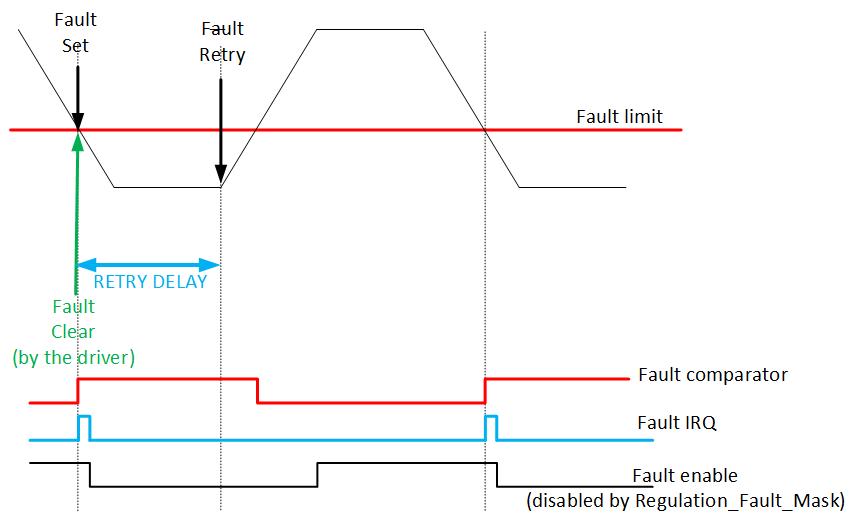 Fault
Set
Fault
Retry
Fault limit
RETRY DELAY
Fault
Clear
(by the driver)
Fault comparator
Fault IRQ
Fault enable
(disabled by Regulation_Fault_Mask)